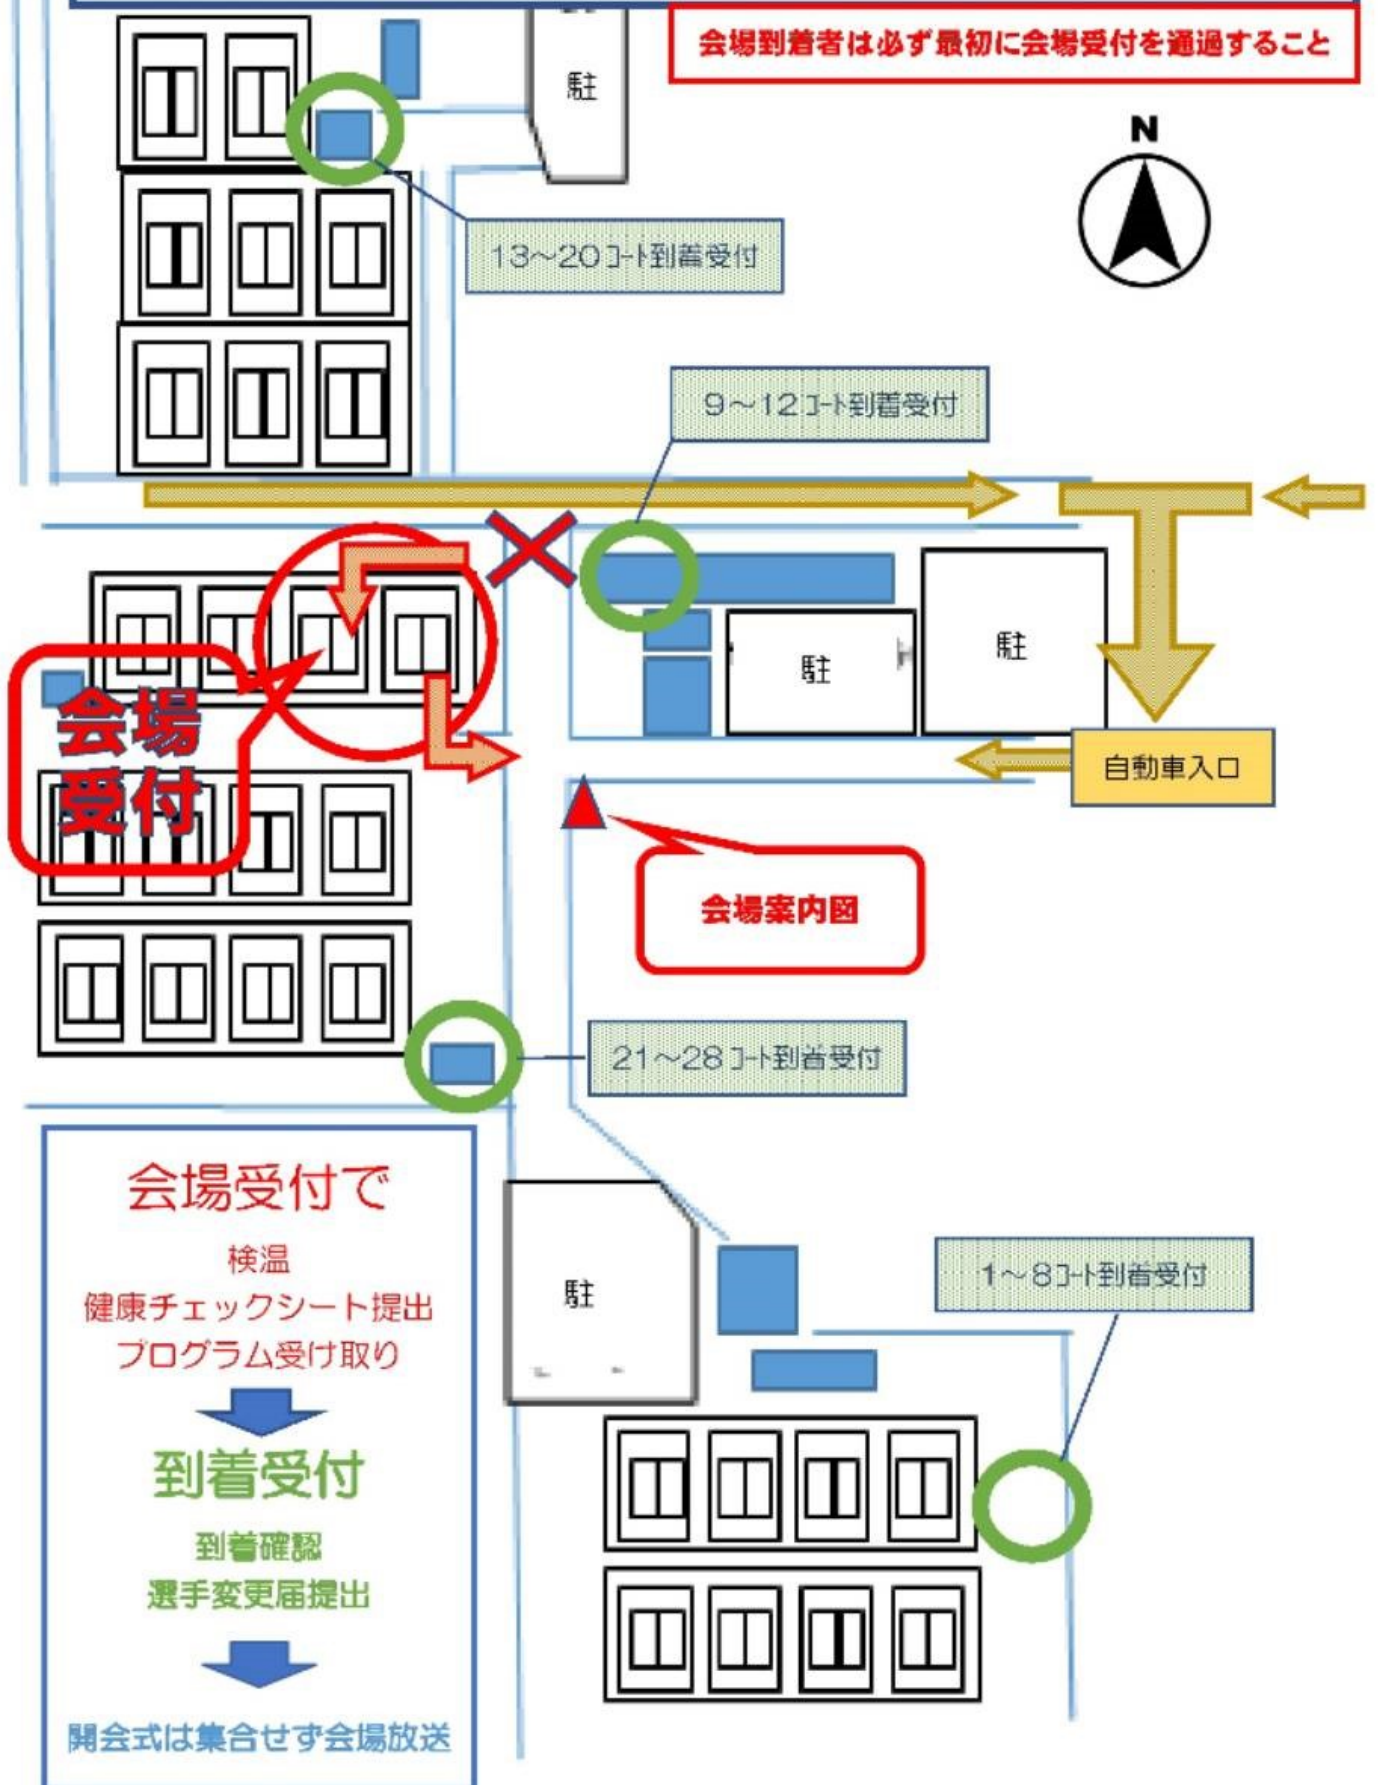 会場到着者は必ず最初に会場受付を通過すること
駐
N
13～20コート到着受付
9～12コート到着受付
駐
駐
会場
受付
自動車入口
会場案内図
21～28コート到着受付
会場受付で
検温
健康チェックシート提出
プログラム受け取り
到着受付
到着確認
選手変更届提出
開会式は集合せず会場放送
駐
1～8コート到着受付